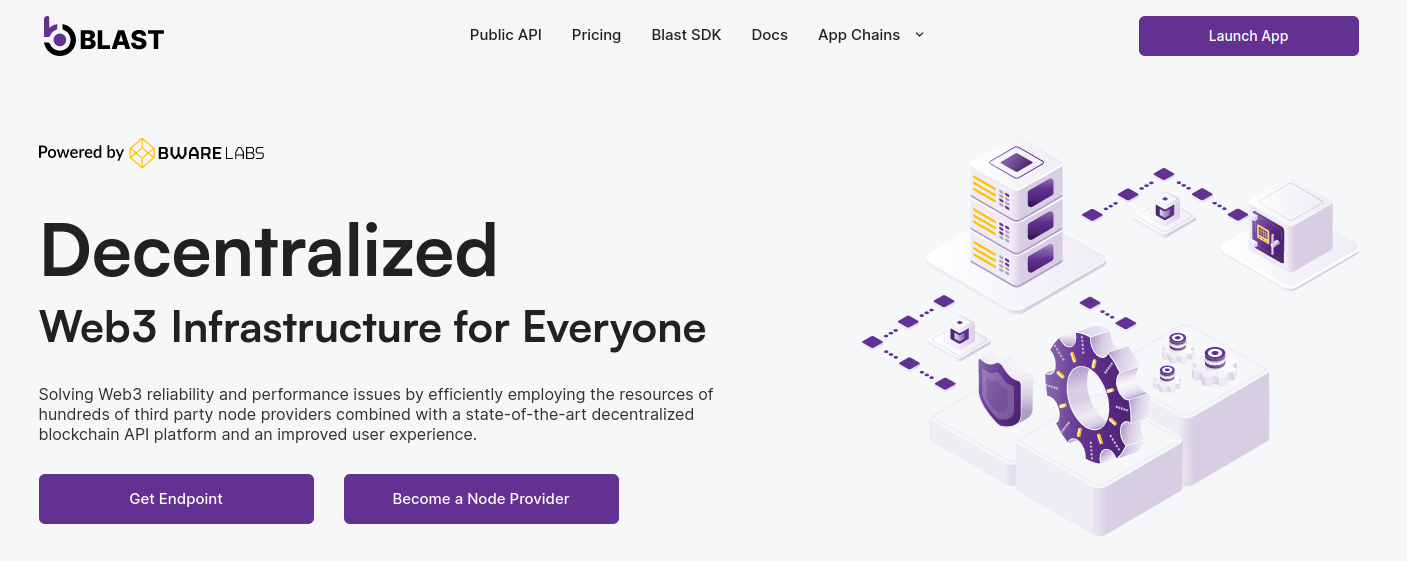 BLAST
Public API
Pricing
Blast SDK
Docs
App Chains
Launch App
Powered by BWARE LABS
Decentralized
Web3 Infrastructure for Everyone
Solving Web3 reliability and performance issues by efficiently employing the resources of
hundreds of third party node providers combined with a state-of-the-art decentralized
blockchain API platform and an improved user experience.
Get Endpoint
Become a Node Provider